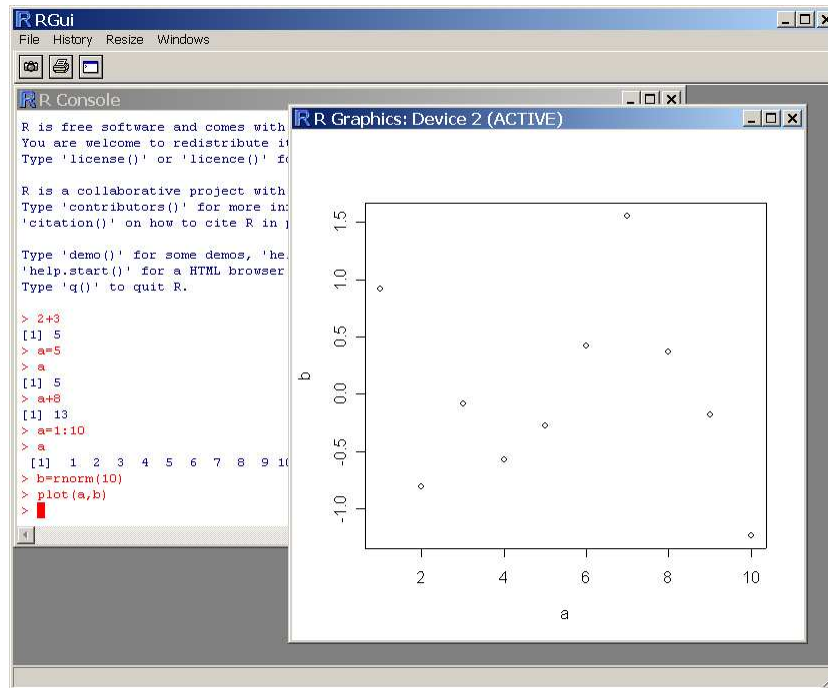 RGui
File History Resize Windows
R Console
R is free software and comes with
You are welcome to redistribute it
Type 'license()' or 'licence()' fo
R is a collaborative project with
Type 'contributors()' for more in
'citation()' on how to cite R in
Type 'demo()' for some demos, 'he
'help.start()' for a HTML browser
Type 'q()' to quit R.
> 2+3
[1] 5
> a=5
> a
[1] 5
> a+8
[1] 13
> a=1:10
> a
[1] 1 2 3 4 5 6 7 8 9 10
> b=rnorm(10)
> plot(a,b)
>
R Graphics: Device 2 (ACTIVE)
1.5
1.0
0.5
0.0
-0.5
-1.0
b
2 4 6 8 10
a